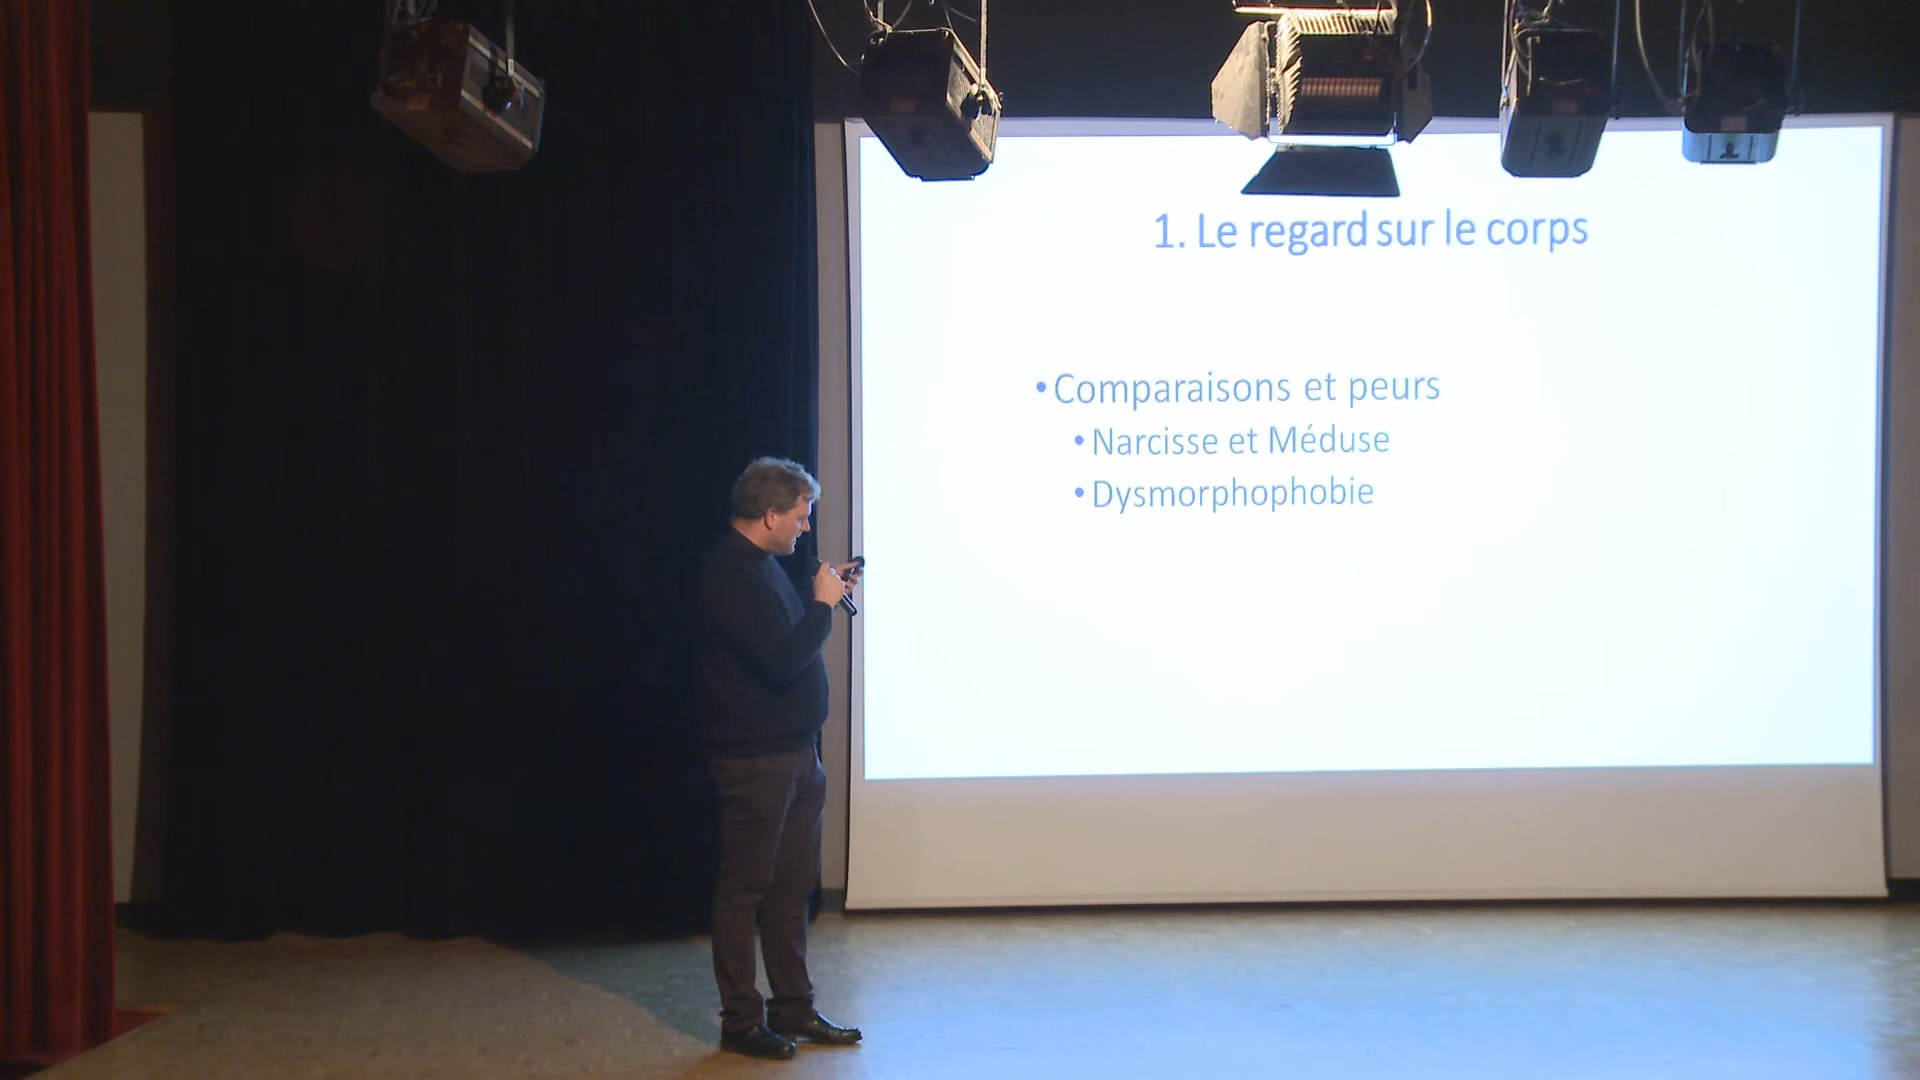 1. Le regard sur le corps
• Comparaisons et peurs
• Narcisse et Méduse
• Dysmorphophobie